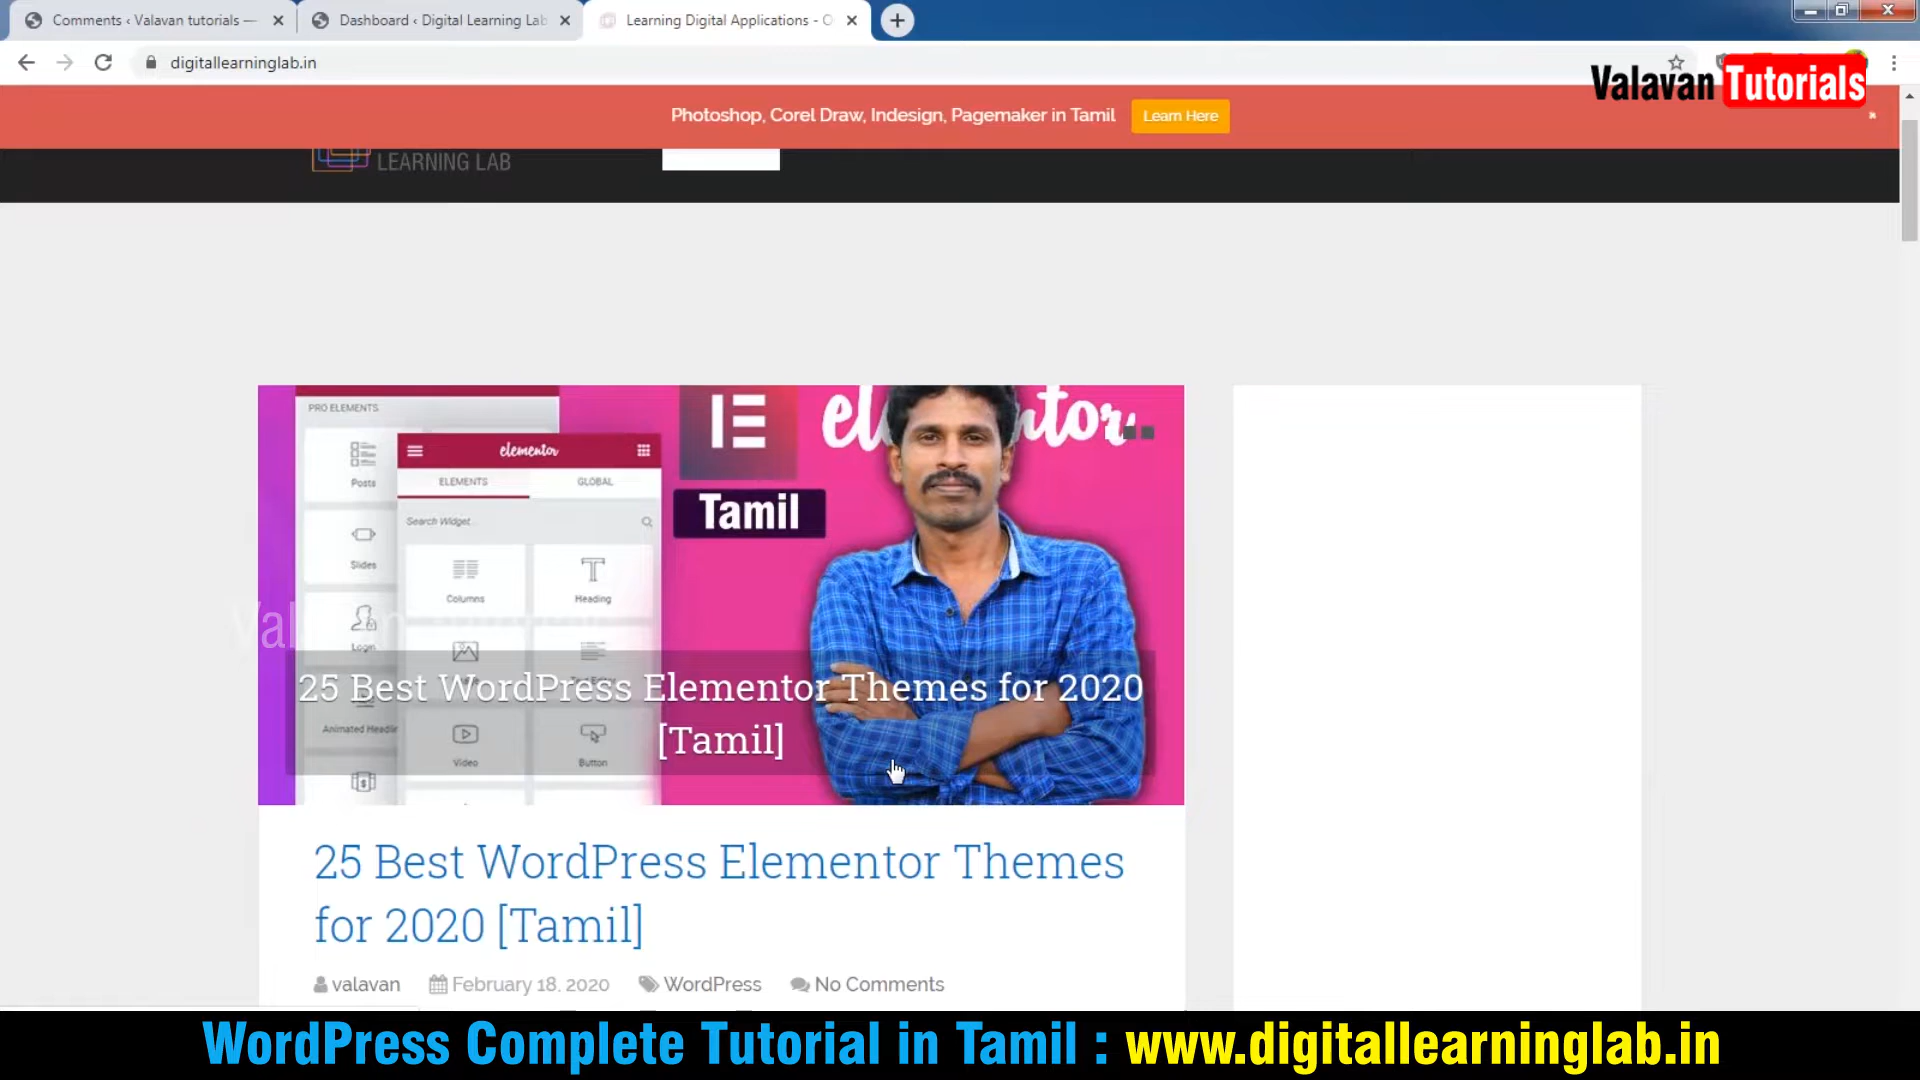 Comments ‹ Valavan tutorials —
Dashboard ‹ Digital Learning Lab
Learning Digital Applications - O
digitallearninglab.in
Valavan Tutorials
Photoshop, Corel Draw, Indesign, Pagemaker in Tamil
Learn Here
LEARNING LAB
PRO ELEMENTS
elementor
ELEMENTS
GLOBAL
Search Widget...
Posts
Slides
Columns
Heading
Login
Animated Headlin
Video
Button
Tamil
25 Best WordPress Elementor Themes for 2020
[Tamil]
25 Best WordPress Elementor Themes
for 2020 [Tamil]
valavan
February 18, 2020
WordPress
No Comments
WordPress Complete Tutorial in Tamil : www.digitallearninglab.in